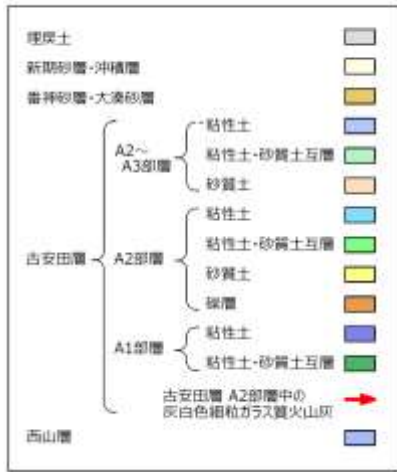 埋戻土
新期砂層・沖積層
番神砂層・大湊砂層
古安田層
A2～
A3部層
粘性土
粘性土・砂質土互層
砂質土
A2部層
粘性土
粘性土・砂質土互層
砂質土
礫層
A1部層
粘性土
粘性土・砂質土互層
古安田層 A2部層中の
灰白色細粒ガラス質火山灰
西山層